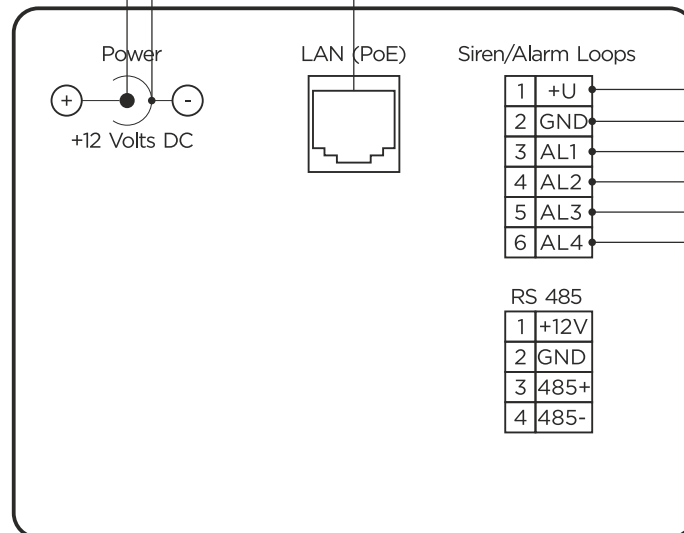 Power
+ -
+12 Volts DC
LAN (PoE)
Siren/Alarm Loops
1 +U
2 GND
3 AL1
4 AL2
5 AL3
6 AL4
RS 485
1 +12V
2 GND
3 485+
4 485-